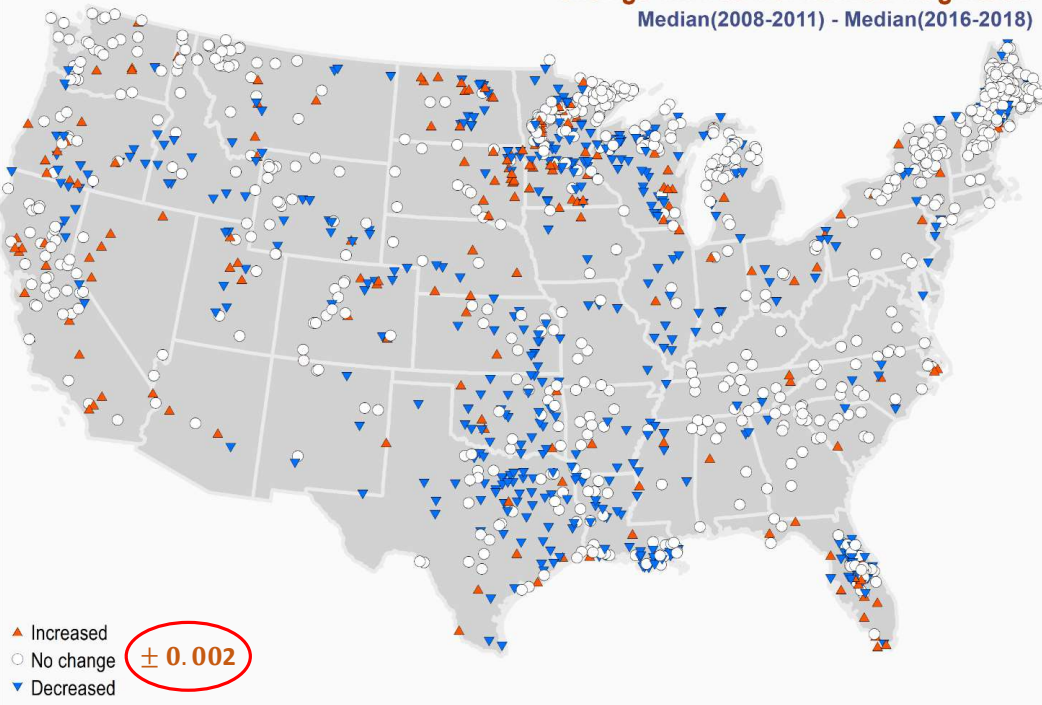 Median(2008-2011) - Median(2016-2018)
Increased
No change
± 0.002
Decreased